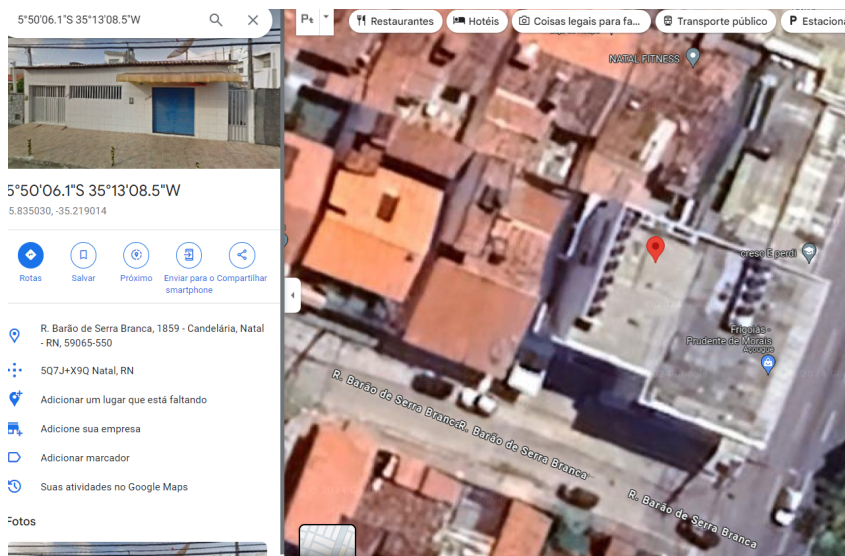 5°50'06.1"S 35°13'08.5"W
5°50'06.1"S 35°13'08.5"W
5.835030, -35.219014
Rotas
Salvar
Próximo
Enviar para o smartphone
Compartilhar
R. Barão de Serra Branca, 1859 - Candelária, Natal
- RN, 59065-550
5Q7J+X9Q Natal, RN
Adicionar um lugar que está faltando
Adicione sua empresa
Adicionar marcador
Suas atividades no Google Maps
Fotos
Restaurantes
Hotéis
Coisas legais para fa...
Transporte público
P Estaciona
NATAL FITNESS
creso E perdi
Frigoiás -
Prudente de Morais
Açougue
R. Barão de Serra Branca
R. Barão de Serra Branca
R. Barão de Serra Branca